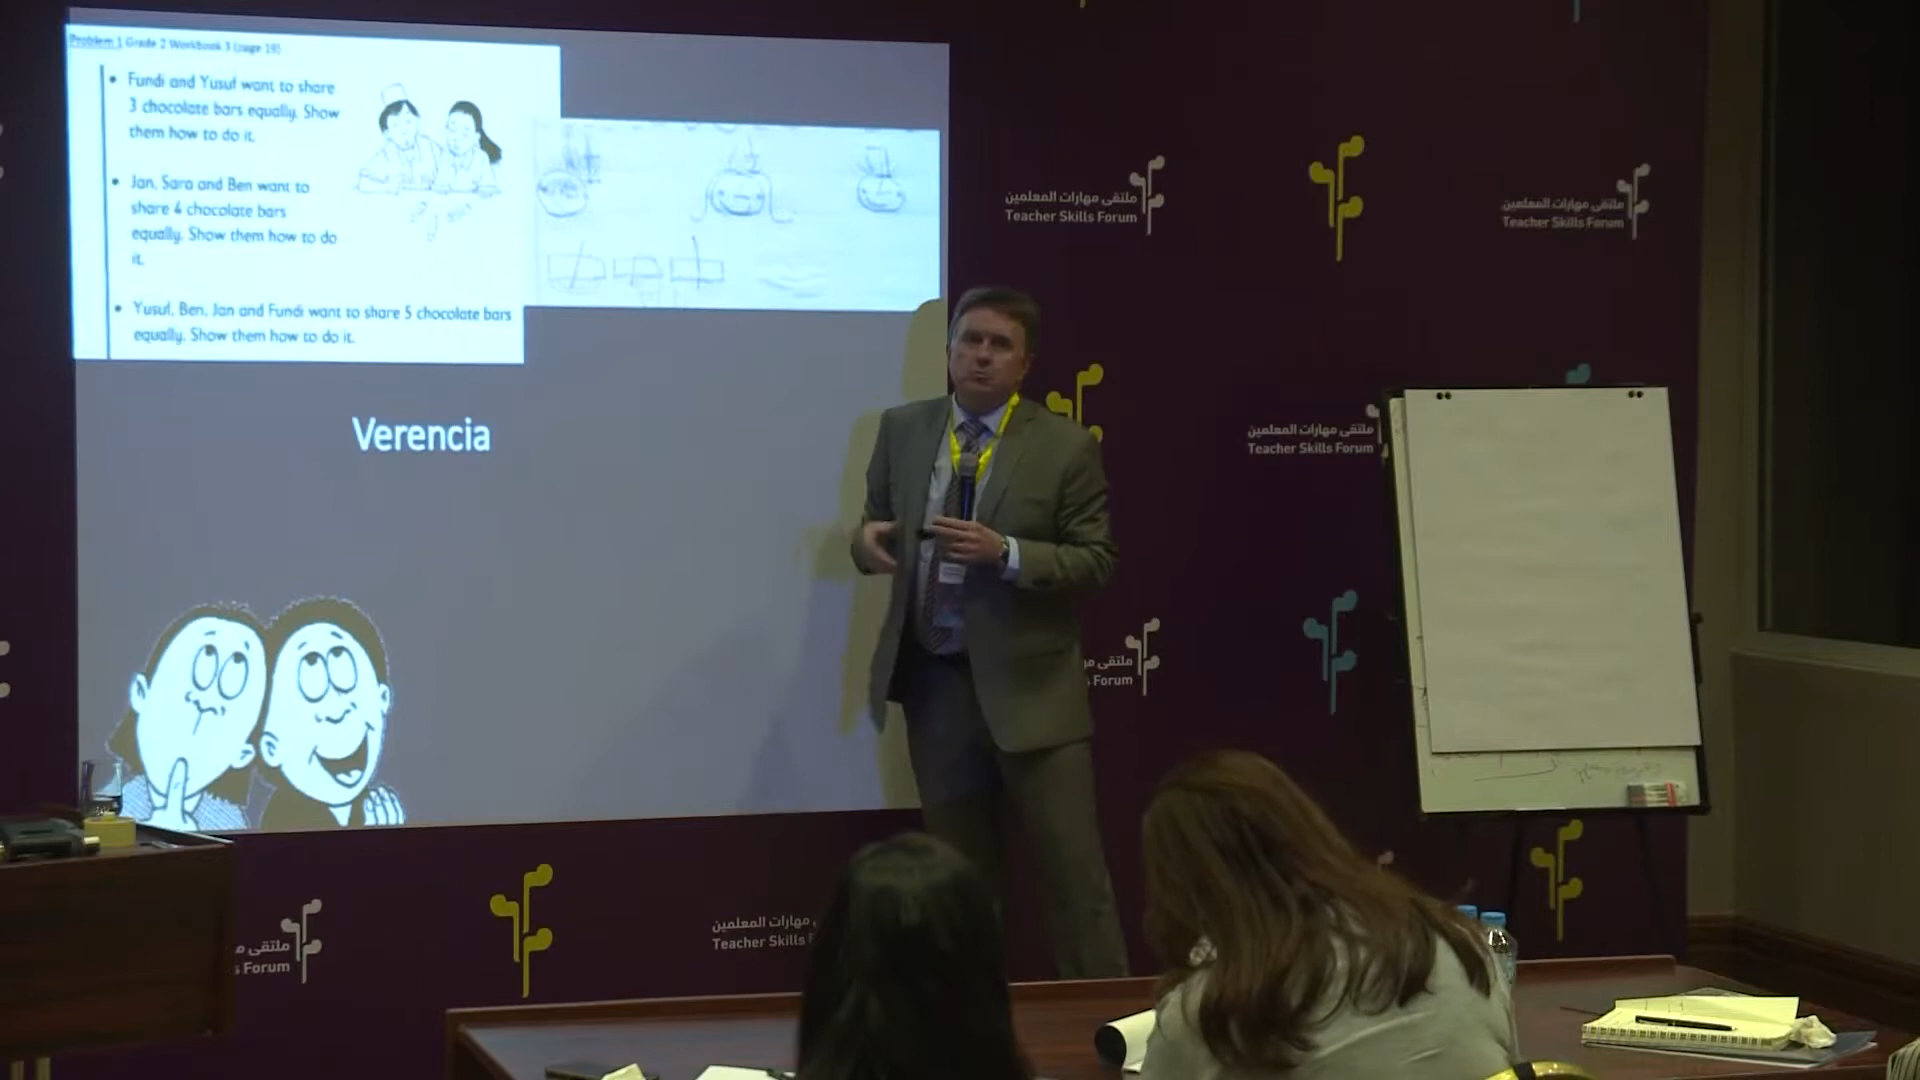 Problem 1 Grade 2 Workbook 3 (page 19)
• Fundi and Yusuf want to share
3 chocolate bars equally. Show
them how to do it.
• Jan, Sara and Ben want to
share 4 chocolate bars
equally. Show them how to do
it.
• Yusuf, Ben, Jan and Fundi want to share 5 chocolate bars
equally. Show them how to do it.
Verencia
ملتقى مهارات المعلمين
Teacher Skills Forum
ملتقى مهارات المعلمين
Teacher Skills Forum
ملتقى مهارات المعلمين
Teacher Skills Forum
ملتقى
Forum
ملتقى مهارات المعلمين
Teacher Skills
ملتقى
Forum